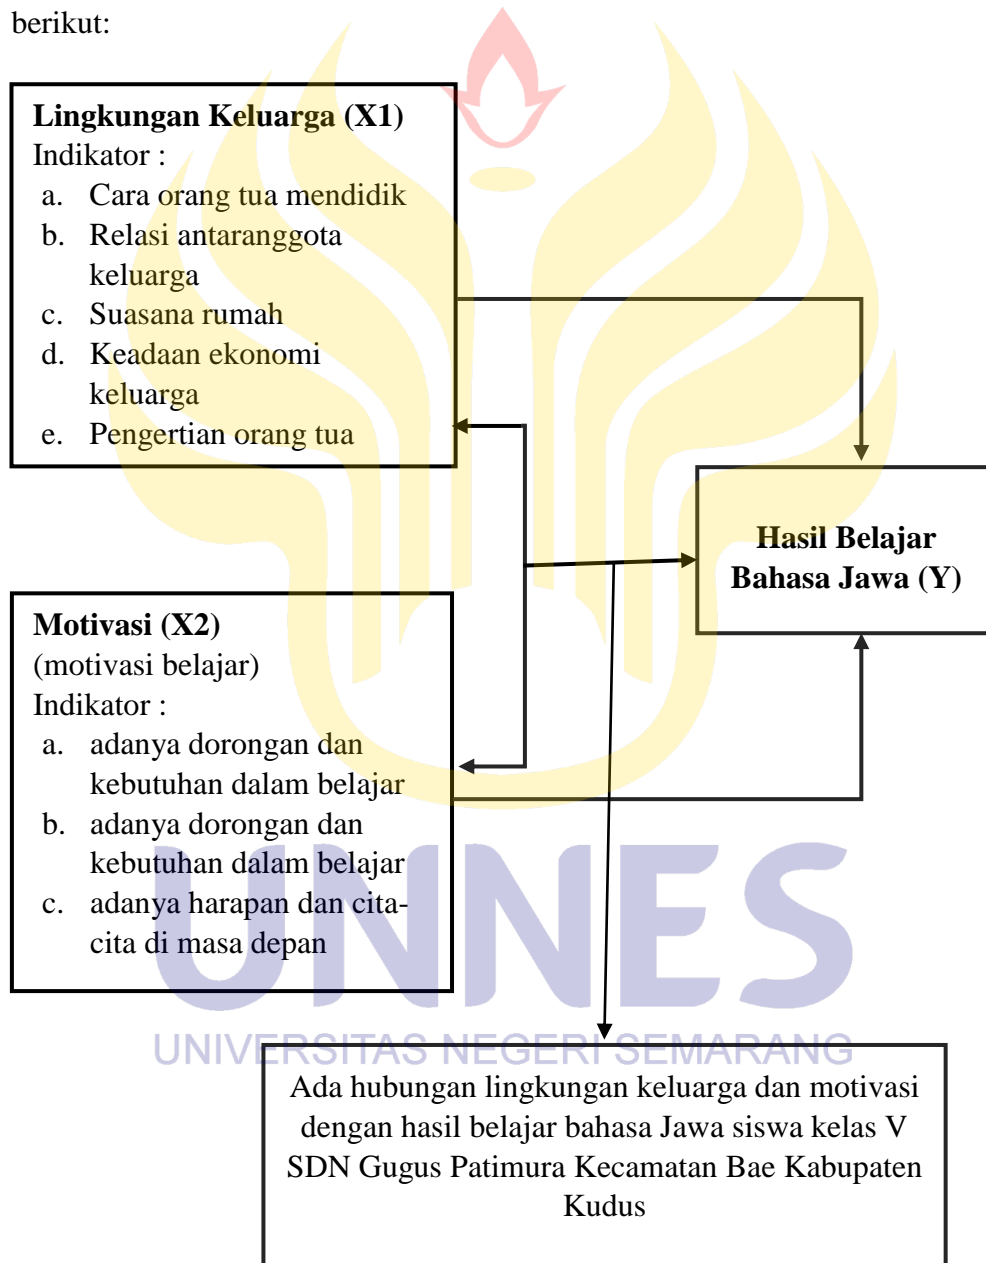 berikut:
Lingkungan Keluarga (X1)
Indikator :
a. Cara orang tua mendidik
b. Relasi antaranggota
keluarga
c. Suasana rumah
d. Keadaan ekonomi
keluarga
e. Pengertian orang tua
Hasil Belajar
Bahasa Jawa (Y)
Motivasi (X2)
(motivasi belajar)
Indikator :
a. adanya dorongan dan
kebutuhan dalam belajar
b. adanya dorongan dan
kebutuhan dalam belajar
c. adanya harapan dan cita-
cita di masa depan
UNNES
UNIVERSITAS NEGERI SEMARANG
Ada hubungan lingkungan keluarga dan motivasi
dengan hasil belajar bahasa Jawa siswa kelas V
SDN Gugus Patimura Kecamatan Bae Kabupaten
Kudus